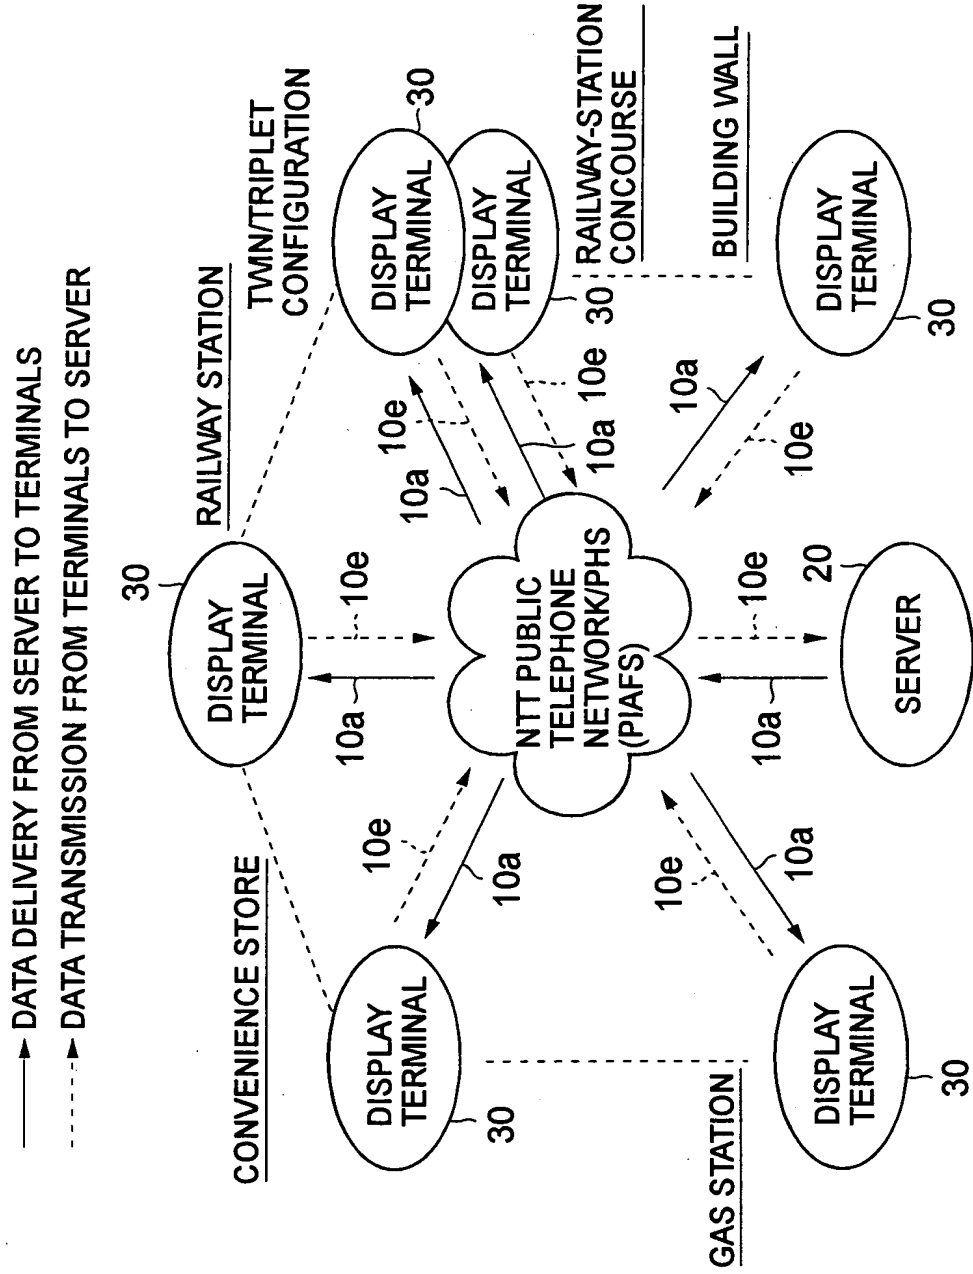 DATA DELIVERY FROM SERVER TO TERMINALS
DATA TRANSMISSION FROM TERMINALS TO SERVER
RAILWAY STATION
30
DISPLAY
TERMINAL
10a
10e
CONVENIENCE STORE
DISPLAY
TERMINAL
30
10e
10a
TWIN/TRIPLET
CONFIGURATION
DISPLAY
TERMINAL
30
DISPLAY
TERMINAL
30
10a
10e
10a
10e
RAILWAY-STATION
CONCOURSE
NTT PUBLIC
TELEPHONE
NETWORK/PHS
(PIAFS)
GAS STATION
DISPLAY
TERMINAL
30
10e
10a
10a
10e
SERVER
20
BUILDING WALL
DISPLAY
TERMINAL
30
10a
10e